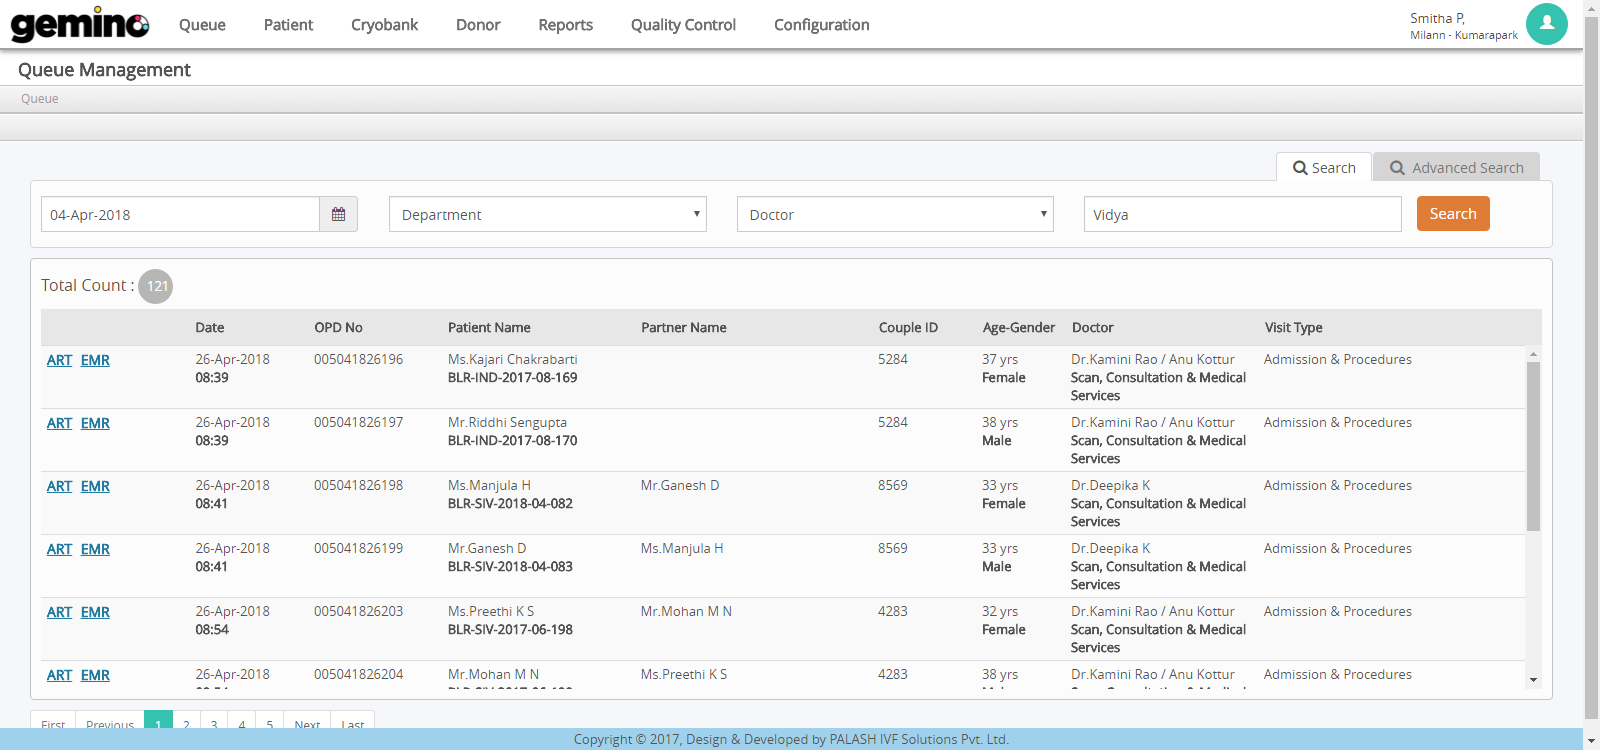 gemino Queue Patient Cryobank Donor Reports Quality Control Configuration Smitha P,
Milann - Kumarapark
Queue Management
Queue
Search Advanced Search
04-Apr-2018 Department Doctor Vidya Search
Total Count : 121
Date OPD No Patient Name Partner Name Couple ID Age-Gender Doctor Visit Type
ART EMR 26-Apr-2018 005041826196 Ms.Kajari Chakrabarti 5284 37 yrs Dr.Kamini Rao / Anu Kottur Admission & Procedures
08:39 BLR-IND-2017-08-169 Female Scan, Consultation & Medical
Services
ART EMR 26-Apr-2018 005041826197 Mr.Riddhi Sengupta 5284 38 yrs Dr.Kamini Rao / Anu Kottur Admission & Procedures
08:39 BLR-IND-2017-08-170 Male Scan, Consultation & Medical
Services
ART EMR 26-Apr-2018 005041826198 Ms.Manjula H Mr.Ganesh D 8569 33 yrs Dr.Deepika K Admission & Procedures
08:41 BLR-SIV-2018-04-082 Female Scan, Consultation & Medical
Services
ART EMR 26-Apr-2018 005041826199 Mr.Ganesh D Ms.Manjula H 8569 33 yrs Dr.Deepika K Admission & Procedures
08:41 BLR-SIV-2018-04-083 Male Scan, Consultation & Medical
Services
ART EMR 26-Apr-2018 005041826203 Ms.Preethi K S Mr.Mohan M N 4283 32 yrs Dr.Kamini Rao / Anu Kottur Admission & Procedures
08:54 BLR-SIV-2017-06-198 Female Scan, Consultation & Medical
Services
ART EMR 26-Apr-2018 005041826204 Mr.Mohan M N Ms.Preethi K S 4283 38 yrs Dr.Kamini Rao / Anu Kottur Admission & Procedures
First Previous 1 2 3 4 5 Next Last
Copyright © 2017, Design & Developed by PALASH IVF Solutions Pvt. Ltd.